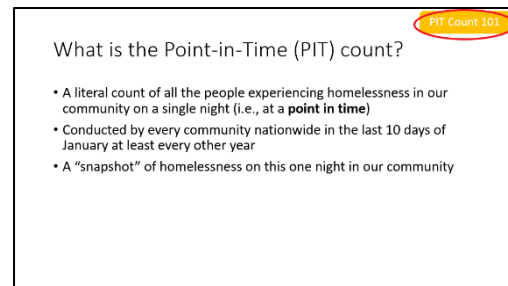 PIT Count 101
What is the Point-in-Time (PIT) count?
• A literal count of all the people experiencing homelessness in our
community on a single night (i.e., at a point in time)
• Conducted by every community nationwide in the last 10 days of
January at least every other year
• A “snapshot” of homelessness on this one night in our community